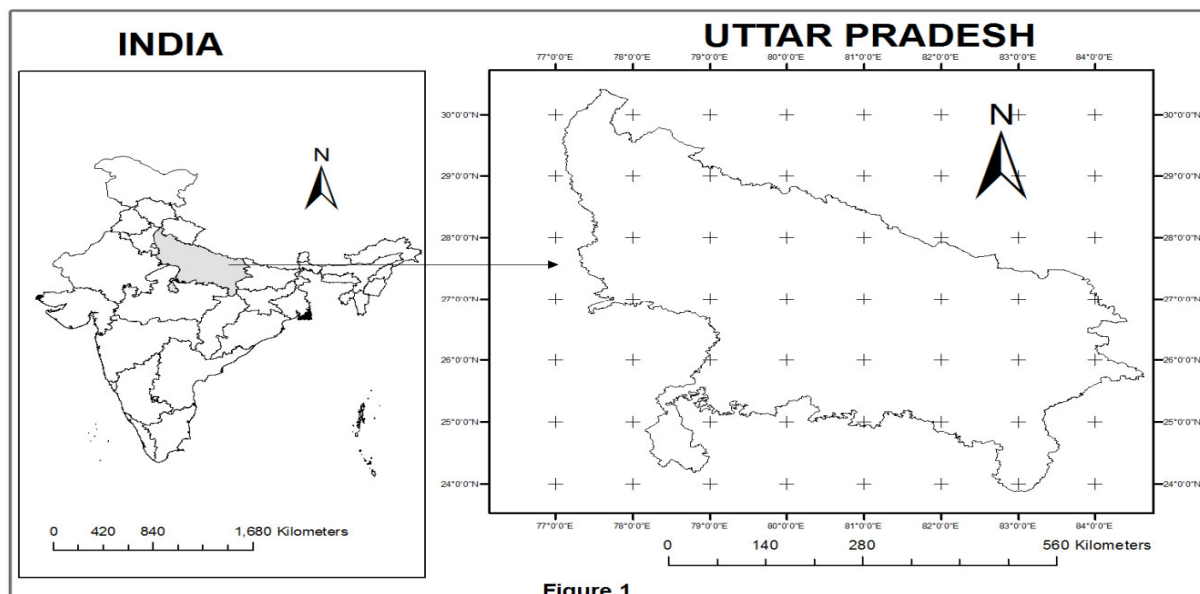 INDIA
N
0 420 840 1,680 Kilometers
UTTAR PRADESH
77°0'0"E 78°0'0"E 79°0'0"E 80°0'0"E 81°0'0"E 82°0'0"E 83°0'0"E 84°0'0"E
N
30°0'0"N 30°0'0"N
29°0'0"N 29°0'0"N
28°0'0"N 28°0'0"N
27°0'0"N 27°0'0"N
26°0'0"N 26°0'0"N
25°0'0"N 25°0'0"N
24°0'0"N 24°0'0"N
77°0'0"E 78°0'0"E 79°0'0"E 80°0'0"E 81°0'0"E 82°0'0"E 83°0'0"E 84°0'0"E
0 140 280 560 Kilometers
Figure 1